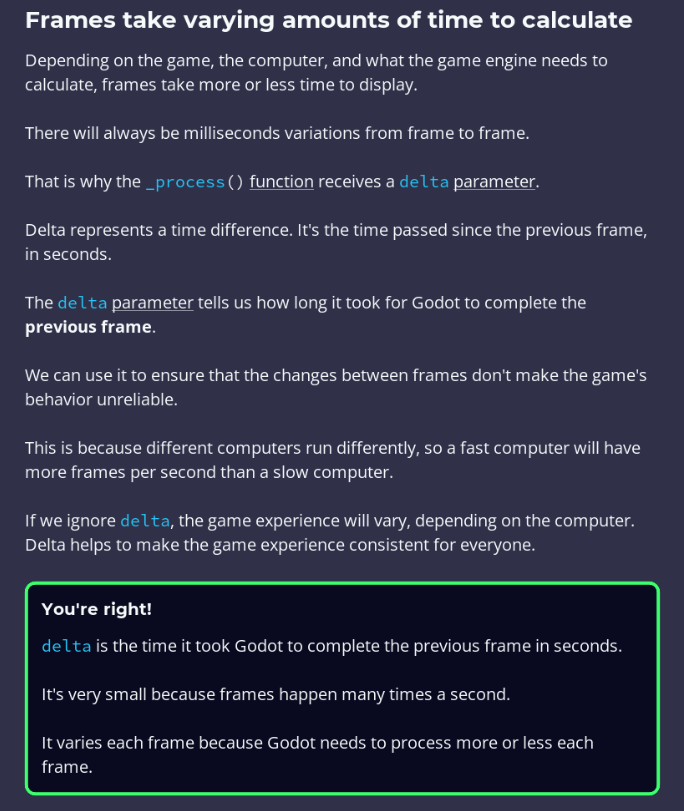 Frames take varying amounts of time to calculate
Depending on the game, the computer, and what the game engine needs to
calculate, frames take more or less time to display.
There will always be milliseconds variations from frame to frame.
That is why the _process() function receives a delta parameter.
Delta represents a time difference. It's the time passed since the previous frame,
in seconds.
The delta parameter tells us how long it took for Godot to complete the
previous frame.
We can use it to ensure that the changes between frames don't make the game's
behavior unreliable.
This is because different computers run differently, so a fast computer will have
more frames per second than a slow computer.
If we ignore delta, the game experience will vary, depending on the computer.
Delta helps to make the game experience consistent for everyone.
You're right!
delta is the time it took Godot to complete the previous frame in seconds.
It's very small because frames happen many times a second.
It varies each frame because Godot needs to process more or less each
frame.